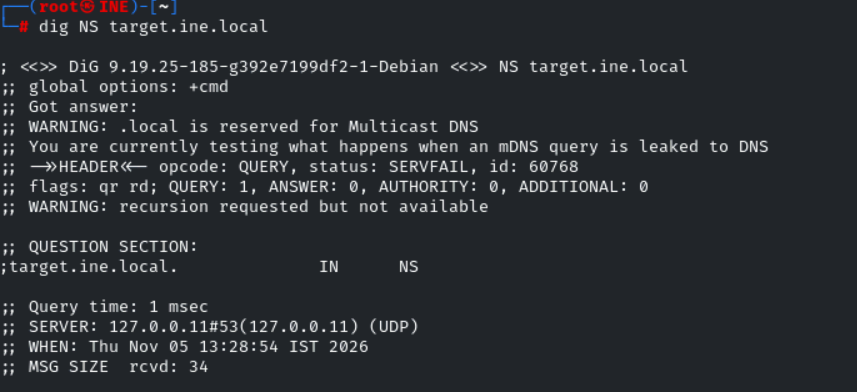 ┌──(root㉿INE)-[~]
└─# dig NS target.ine.local
; <<>> DiG 9.19.25-185-g392e7199df2-1-Debian <<>> NS target.ine.local
;; global options: +cmd
;; Got answer:
;; WARNING: .local is reserved for Multicast DNS
;; You are currently testing what happens when an mDNS query is leaked to DNS
;; ->>HEADER<<- opcode: QUERY, status: SERVFAIL, id: 60768
;; flags: qr rd; QUERY: 1, ANSWER: 0, AUTHORITY: 0, ADDITIONAL: 0
;; WARNING: recursion requested but not available
;; QUESTION SECTION:
;target.ine.local. IN NS
;; Query time: 1 msec
;; SERVER: 127.0.0.11#53(127.0.0.11) (UDP)
;; WHEN: Thu Nov 05 13:28:54 IST 2026
;; MSG SIZE rcvd: 34